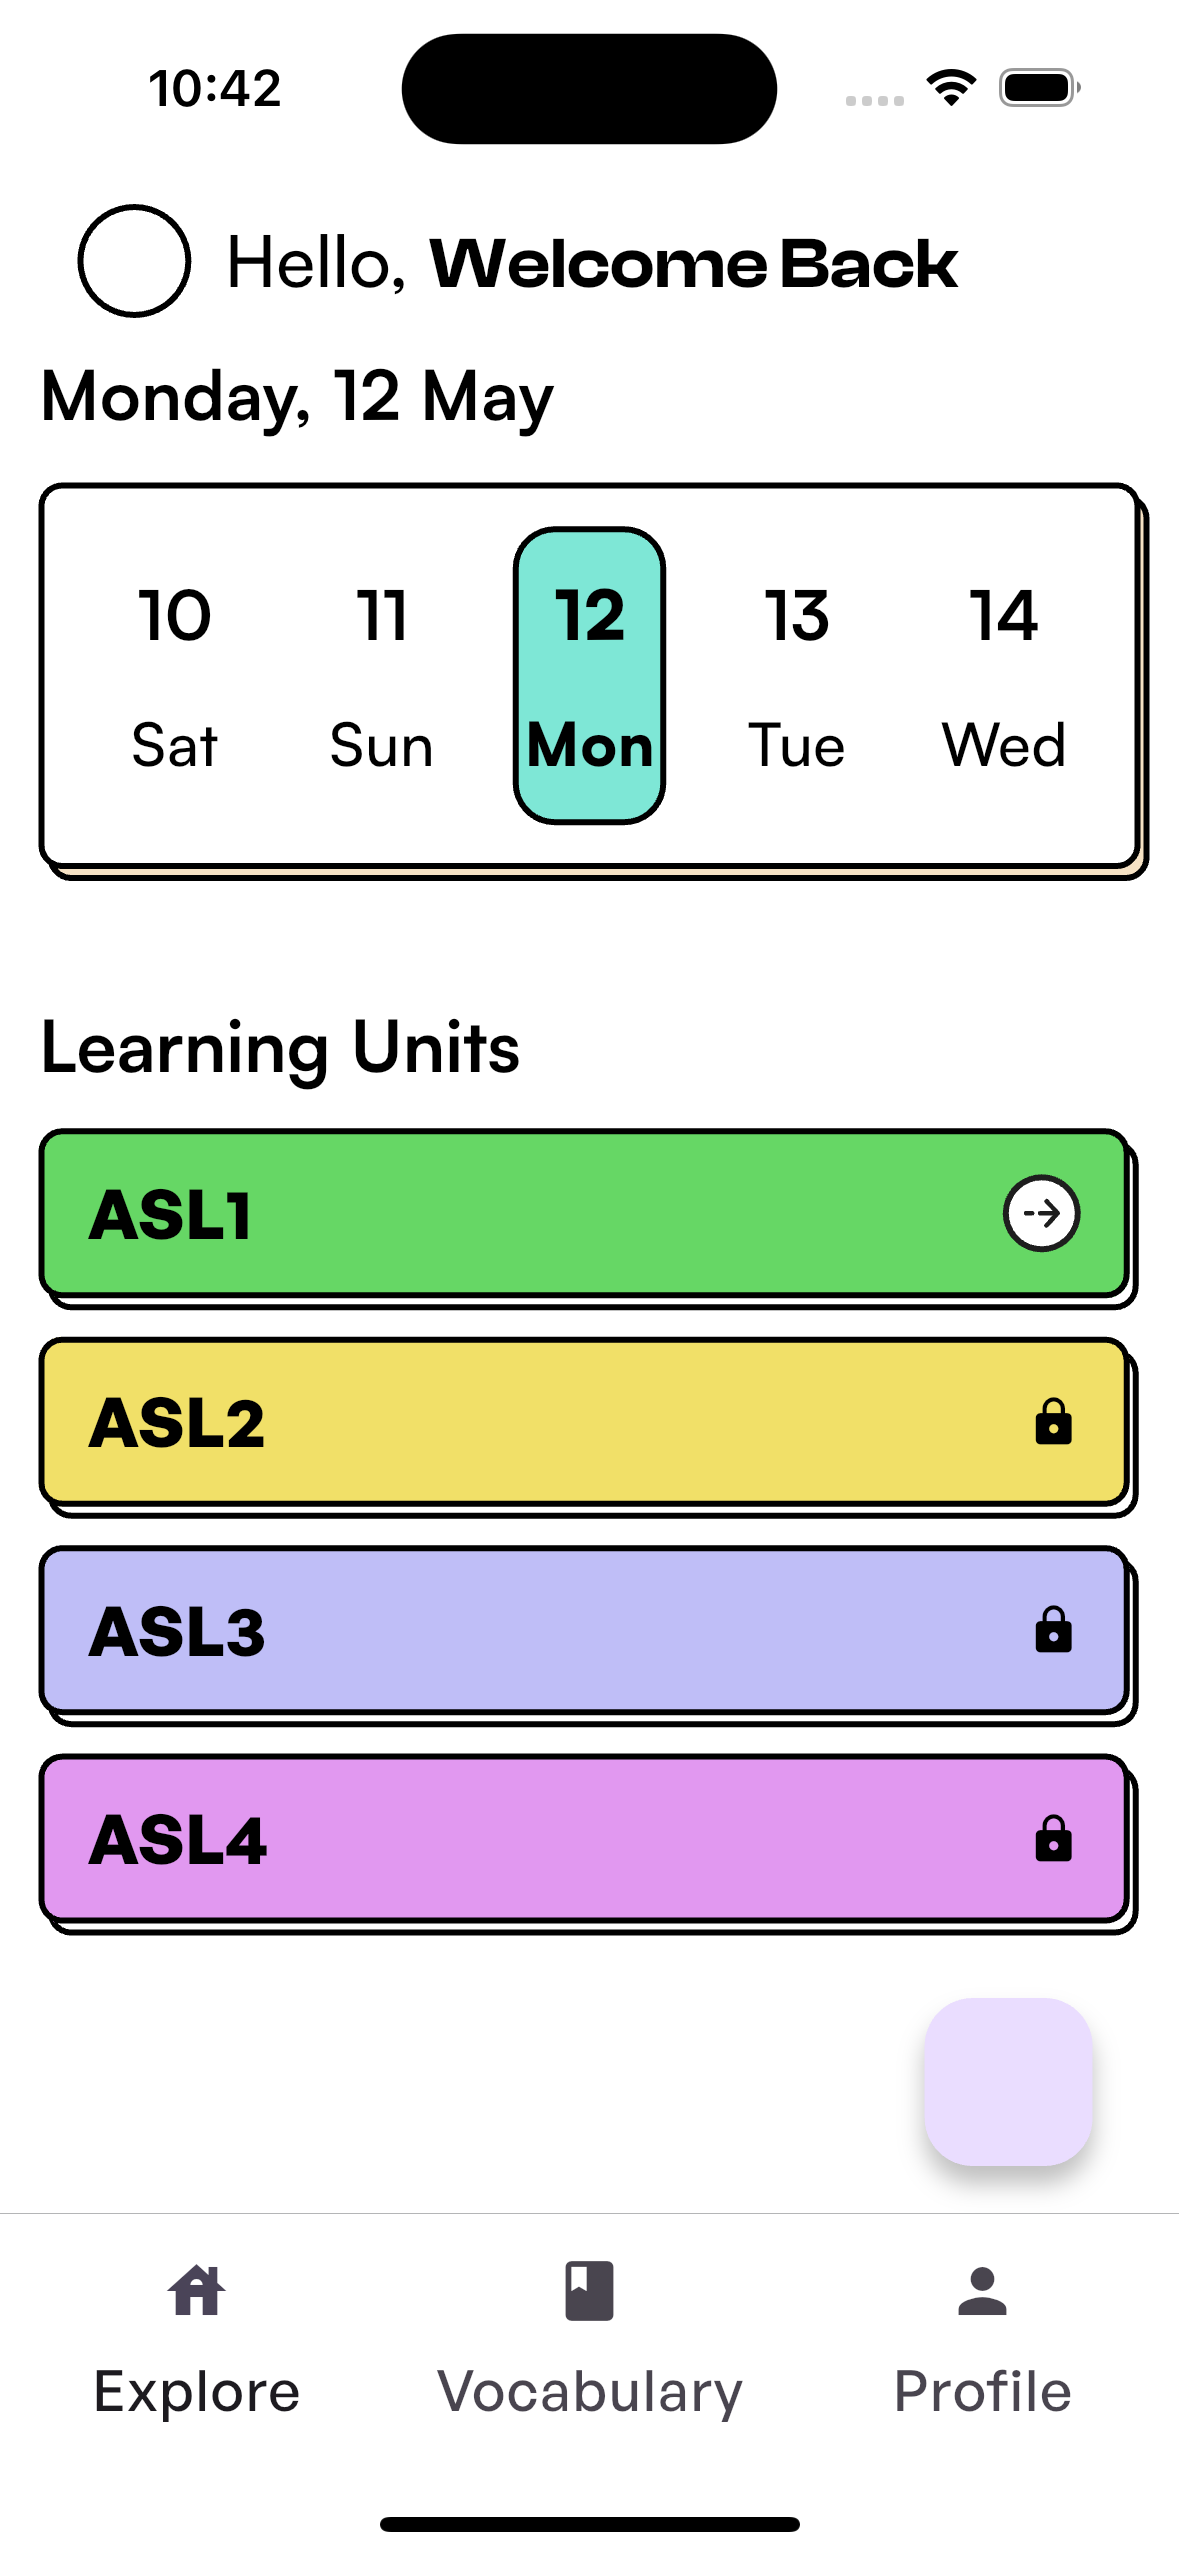 10:42
Hello, Welcome Back
Monday, 12 May
10 11 12 13 14
Sat Sun Mon Tue Wed
Learning Units
ASL1
ASL2
ASL3
ASL4
Explore Vocabulary Profile